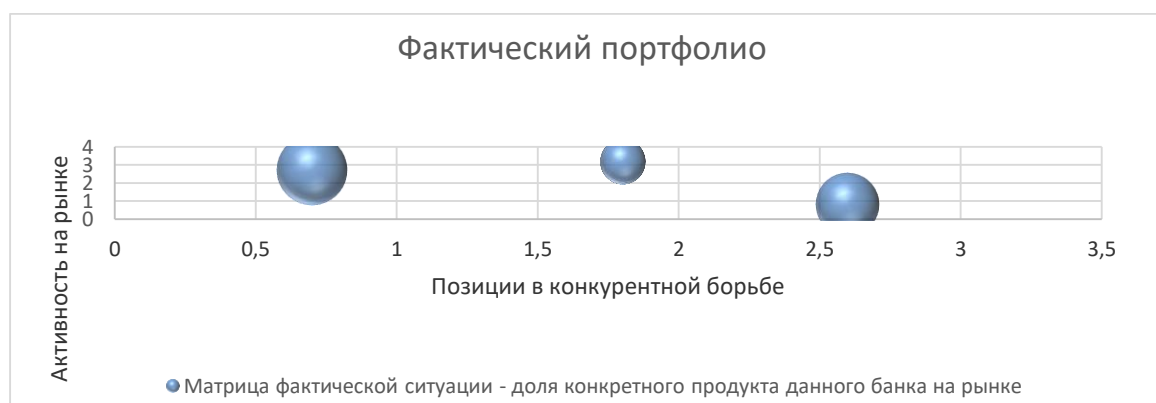 Фактический портфолио
Активность на рынке
4
3
2
1
0
0 0,5 1 1,5 2 2,5 3 3,5
Позиции в конкурентной борьбе
Матрица фактической ситуации - доля конкретного продукта данного банка на рынке